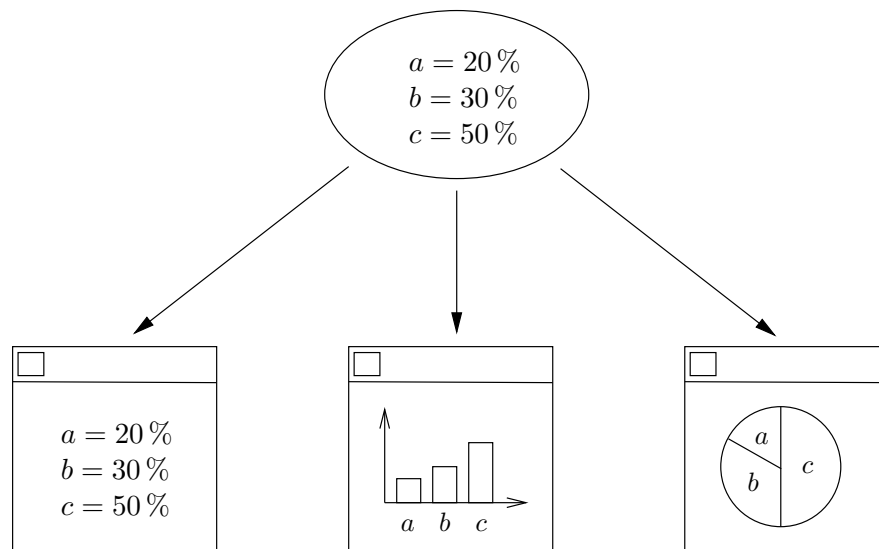 a = 20 %
b = 30 %
c = 50 %
a = 20 %
b = 30 %
c = 50 %
a b c
a
b
c